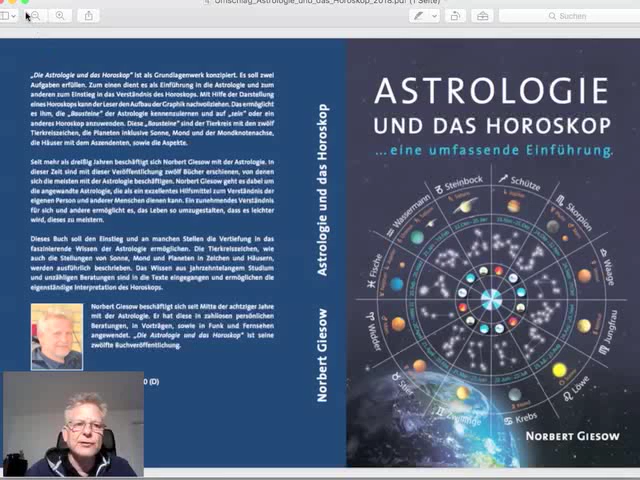 Umschlag_Astrologie_und_das_Horoskop_2018.pdf (1 Seite)
Suchen
„Die Astrologie und das Horoskop“ ist als Grundlagenwerk konzipiert. Es soll zwei
Aufgaben erfüllen. Zum einen dient es als Einführung in die Astrologie und zum
anderen zum Einstieg in das Verständnis des Horoskops. Mit Hilfe der Darstellung
eines Horoskops kann der Leser den Aufbau der Graphik nachvollziehen. Das ermöglicht
es ihm, die „Bausteine“ der Astrologie kennenzulernen und auf „sein“ oder ein
anderes Horoskop anzuwenden. Diese „Bausteine“ sind der Tierkreis mit den zwölf
Tierkreiszeichen, die Planeten inklusive Sonne, Mond und der Mondknotenachse,
die Häuser mit dem Aszendenten, sowie die Aspekte.
Seit mehr als dreißig Jahren beschäftigt sich Norbert Giesow mit der Astrologie. In
dieser Zeit sind mit dieser Veröffentlichung zwölf Bücher erschienen, von denen
sich die meisten mit der Astrologie beschäftigen. Norbert Giesow geht es dabei um
die angewandte Astrologie, die als ein exzellentes Hilfsmittel zum Verständnis der
eigenen Person und anderer Menschen dienen kann. Ein zunehmendes Verständnis
für sich und andere ermöglicht es, das Leben so umzugestalten, dass es leichter
wird, dieses zu meistern.
Dieses Buch soll den Einstieg und an manchen Stellen die Vertiefung in das
faszinierende Wissen der Astrologie ermöglichen. Die Tierkreiszeichen, wie
auch die Stellungen von Sonne, Mond und Planeten in Zeichen und Häusern,
werden ausführlich beschrieben. Das Wissen aus jahrzehntelangem Studium
und unzähligen Beratungen sind in die Texte eingegangen und ermöglichen die
eigenständige Interpretation des Horoskops.
Norbert Giesow beschäftigt sich seit Mitte der achtziger Jahre
mit der Astrologie. Er hat diese in zahllosen persönlichen
Beratungen, in Vorträgen, sowie in Funk und Fernsehen
angewendet. „Die Astrologie und das Horoskop“ ist seine
zwölfte Buchveröffentlichung.
0 (D)
Astrologie und das Horoskop
Norbert Giesow
ASTROLOGIE
UND DAS HOROSKOP
...eine umfassende Einführung.
Steinbock
Schütze
Skorpion
Waage
Jungfrau
Löwe
Krebs
Zwillinge
Stier
Widder
Fische
Wassermann
NORBERT GIESOW